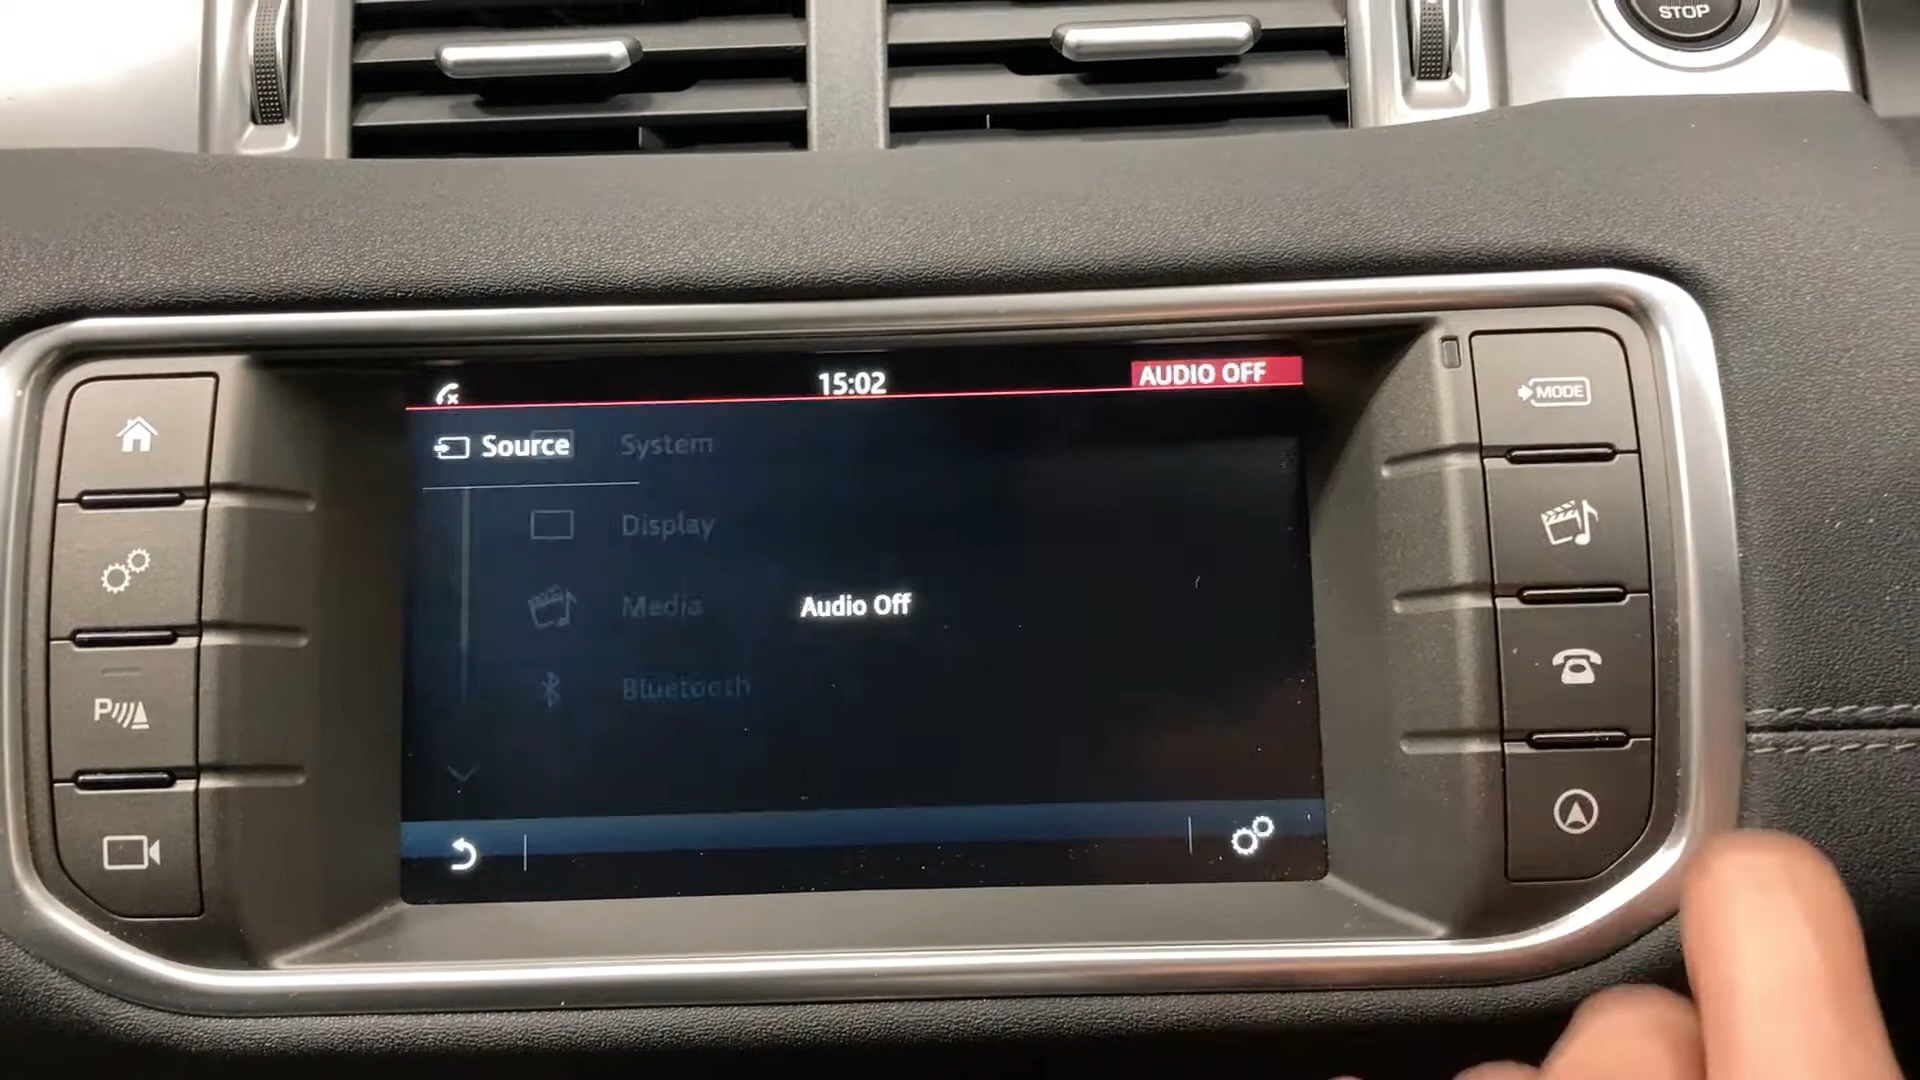 STOP
15:02
AUDIO OFF
MODE
Source
System
Display
Media
Audio Off
Bluetooth
P